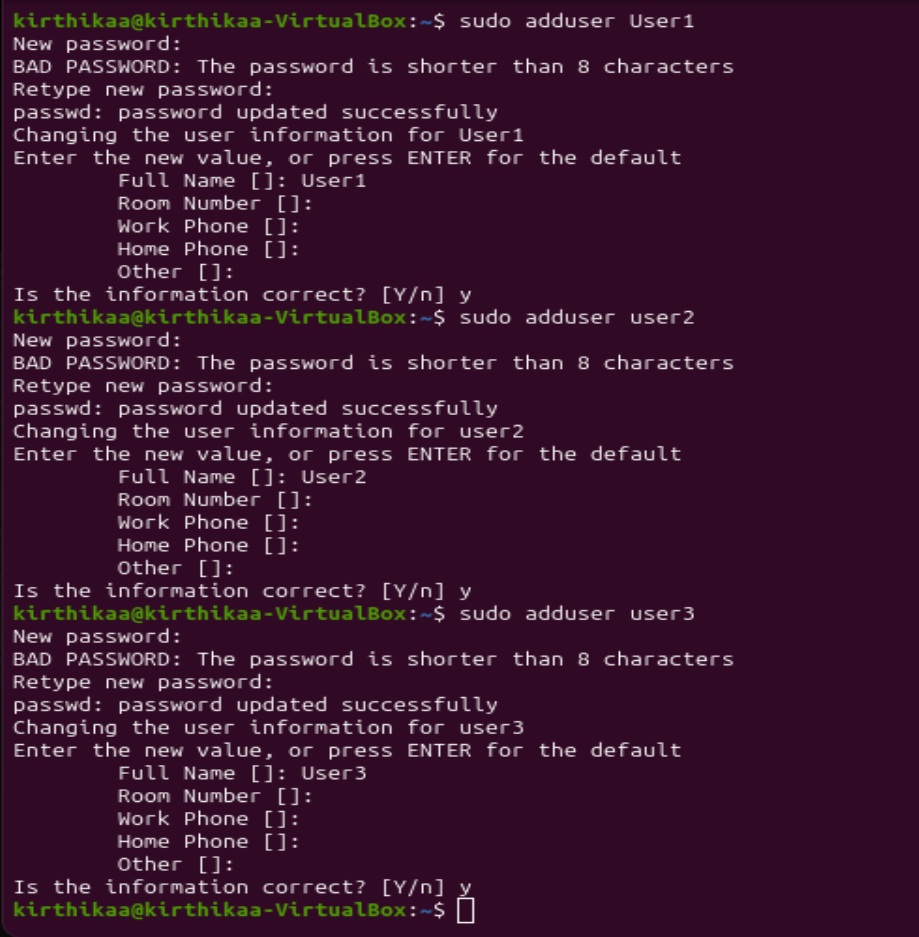 kirthikaa@kirthikaa-VirtualBox:~$ sudo adduser User1
New password:
BAD PASSWORD: The password is shorter than 8 characters
Retype new password:
passwd: password updated successfully
Changing the user information for User1
Enter the new value, or press ENTER for the default
        Full Name []: User1
        Room Number []:
        Work Phone []:
        Home Phone []:
        Other []:
Is the information correct? [Y/n] y
kirthikaa@kirthikaa-VirtualBox:~$ sudo adduser user2
New password:
BAD PASSWORD: The password is shorter than 8 characters
Retype new password:
passwd: password updated successfully
Changing the user information for user2
Enter the new value, or press ENTER for the default
        Full Name []: User2
        Room Number []:
        Work Phone []:
        Home Phone []:
        Other []:
Is the information correct? [Y/n] y
kirthikaa@kirthikaa-VirtualBox:~$ sudo adduser user3
New password:
BAD PASSWORD: The password is shorter than 8 characters
Retype new password:
passwd: password updated successfully
Changing the user information for user3
Enter the new value, or press ENTER for the default
        Full Name []: User3
        Room Number []:
        Work Phone []:
        Home Phone []:
        Other []:
Is the information correct? [Y/n] y
kirthikaa@kirthikaa-VirtualBox:~$